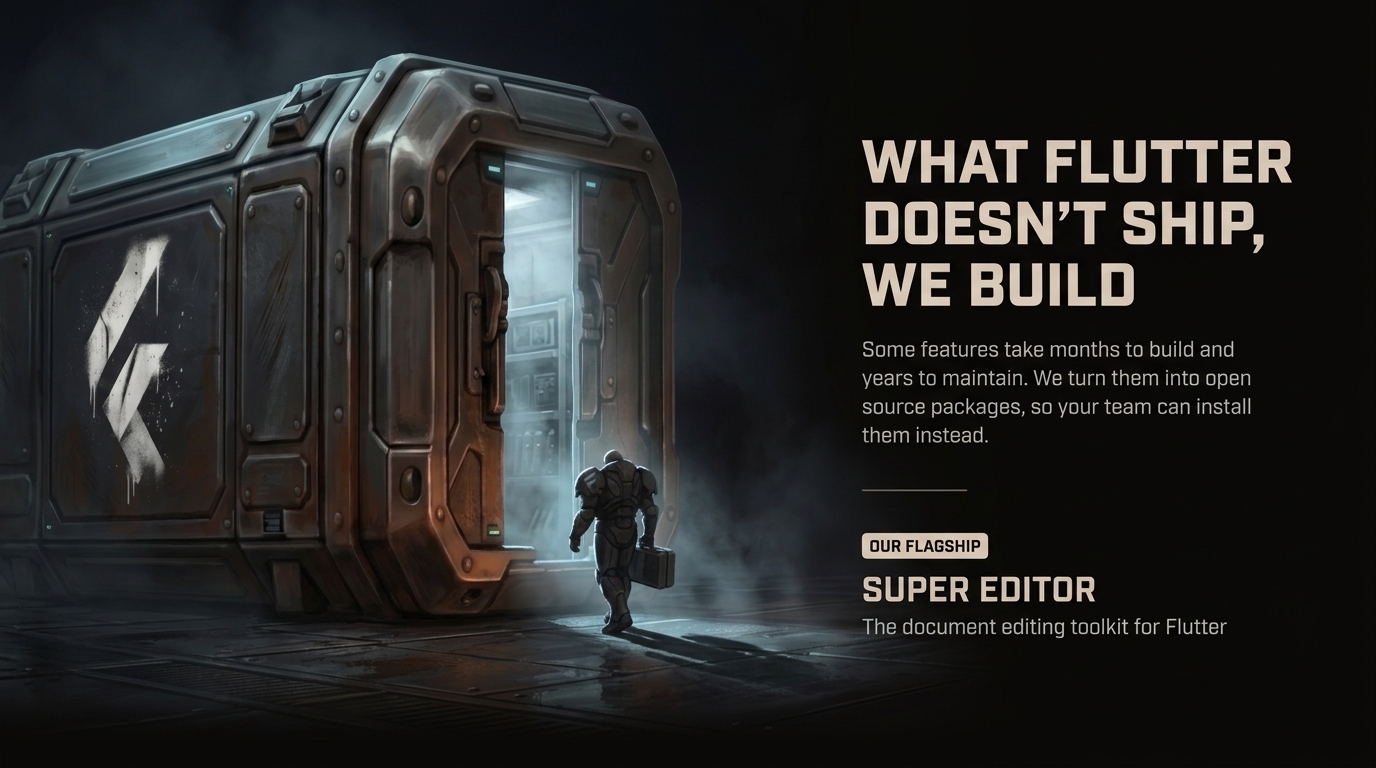 WHAT FLUTTER
DOESN’T SHIP,
WE BUILD
Some features take months to build and
years to maintain. We turn them into open
source packages, so your team can install
them instead.
OUR FLAGSHIP
SUPER EDITOR
The document editing toolkit for Flutter